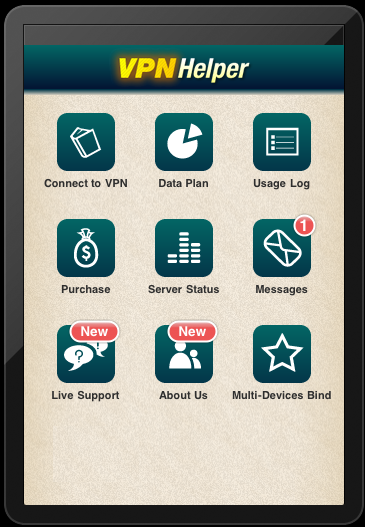 VPN Helper
Connect to VPN
Data Plan
Usage Log
$
Purchase
Server Status
1
Messages
New
? ?
Live Support
New
About Us
Multi-Devices Bind